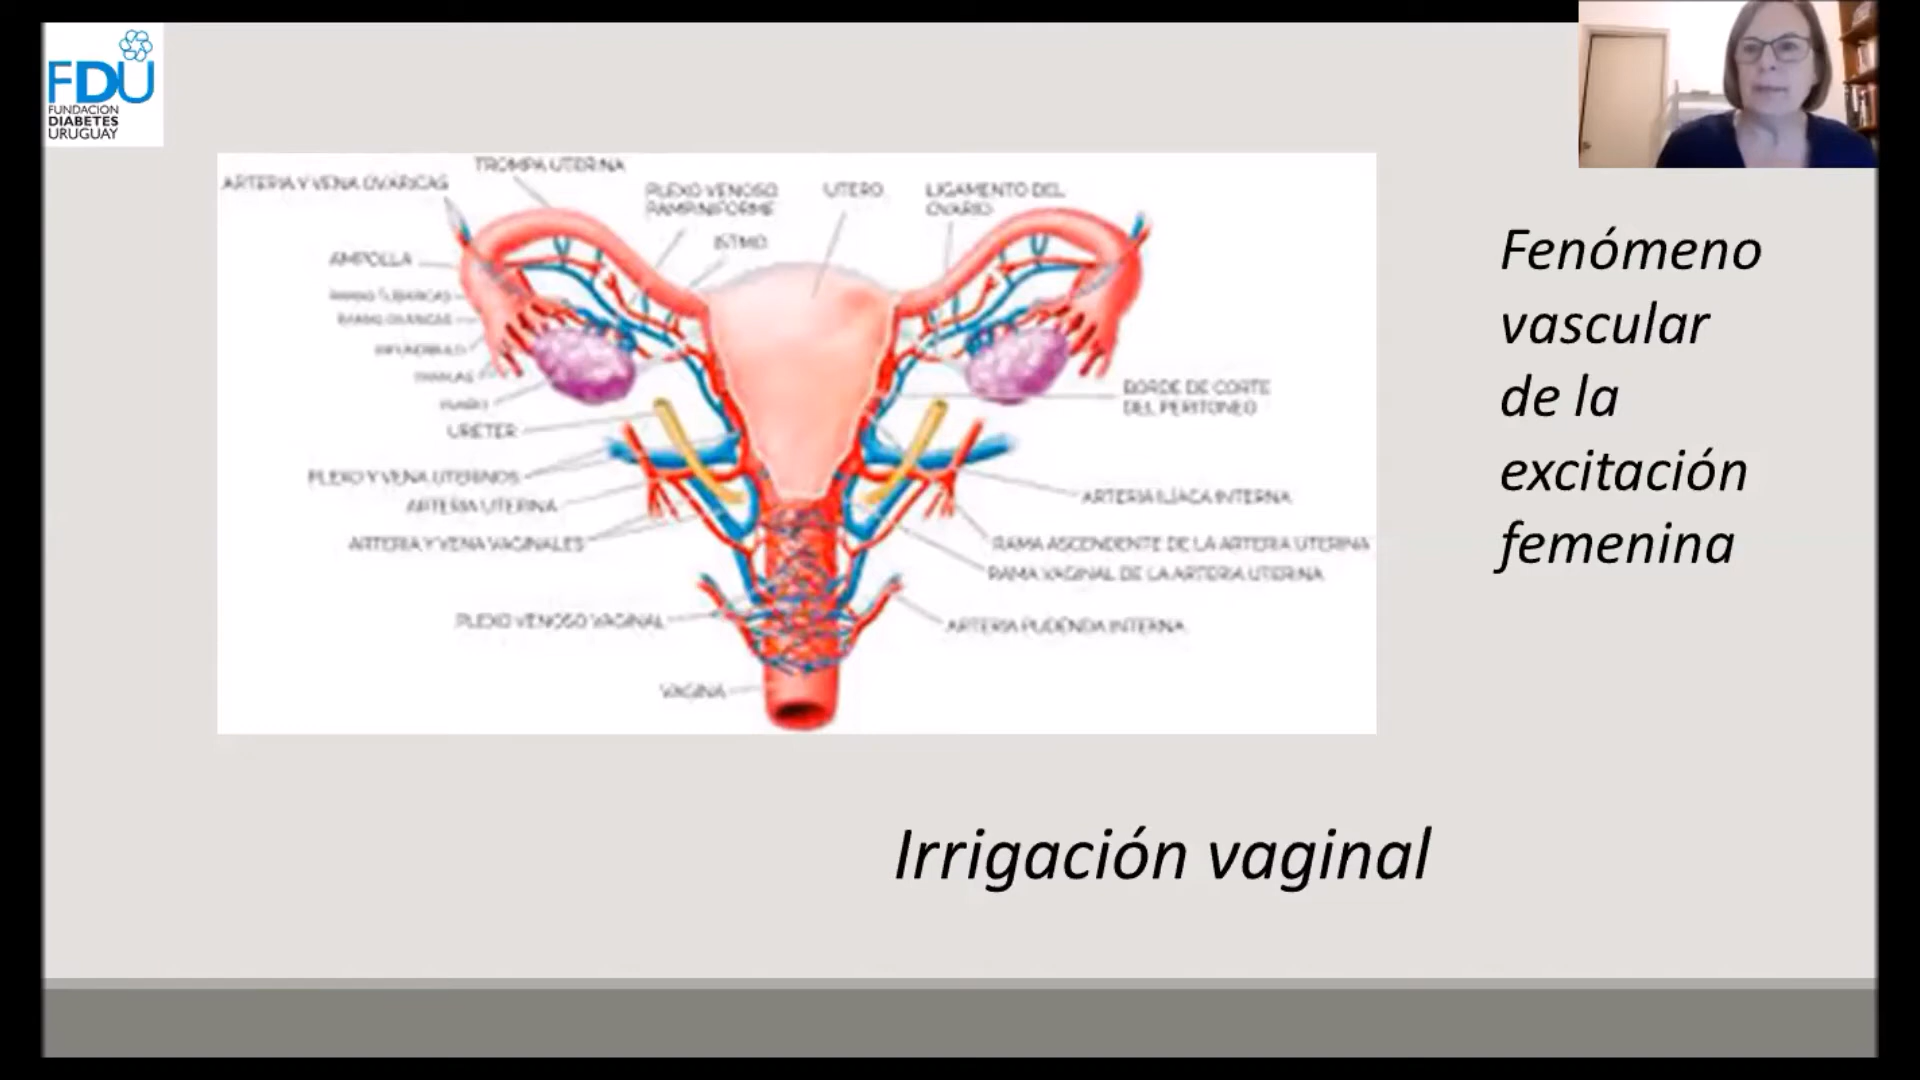 FDU
FUNDACION
DIABETES
URUGUAY
TROMPA UTERINA
ARTERIA Y VENA OVÁRICAS
PLEXO VENOSO
PAMPINIFORME
UTERO
LIGAMENTO DEL
OVARIO
ISTMO
AMPOLLA
URÉTER
BORDE DE CORTE
DEL PERITONEO
PLEXO Y VENA UTERINOS
ARTERIA UTERINA
ARTERIA ILÍACA INTERNA
ARTERIA Y VENA VAGINALES
RAMA ASCENDENTE DE LA ARTERIA UTERINA
RAMA VAGINAL DE LA ARTERIA UTERINA
PLEXO VENOSO VAGINAL
ARTERIA PUDENDA INTERNA
VAGINA
Fenómeno
vascular
de la
excitación
femenina
Irrigación vaginal